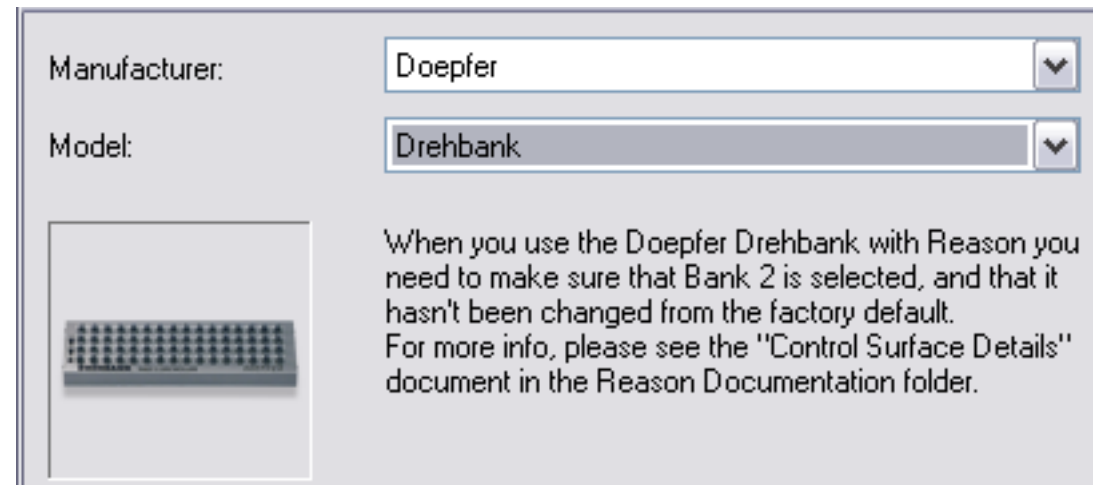 Manufacturer:
Doepfer
Model:
Drehbank
When you use the Doepfer Drehbank with Reason you
need to make sure that Bank 2 is selected, and that it
hasn't been changed from the factory default.
For more info, please see the "Control Surface Details"
document in the Reason Documentation folder.